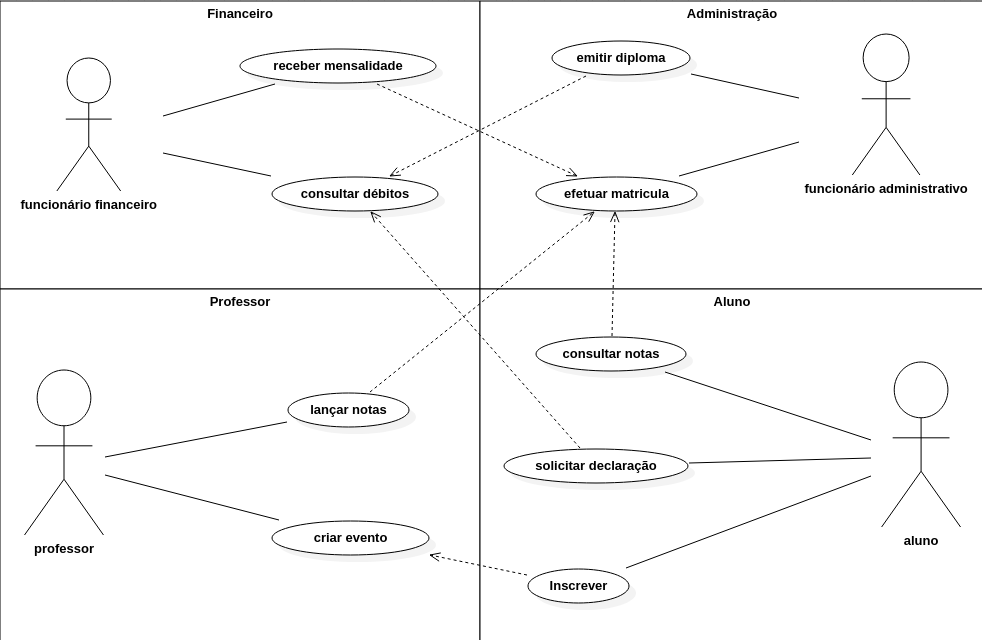 Financeiro
receber mensalidade
consultar débitos
funcionário financeiro
Administração
emitir diploma
efetuar matricula
funcionário administrativo
Professor
lançar notas
criar evento
professor
Aluno
consultar notas
solicitar declaração
Inscrever
aluno